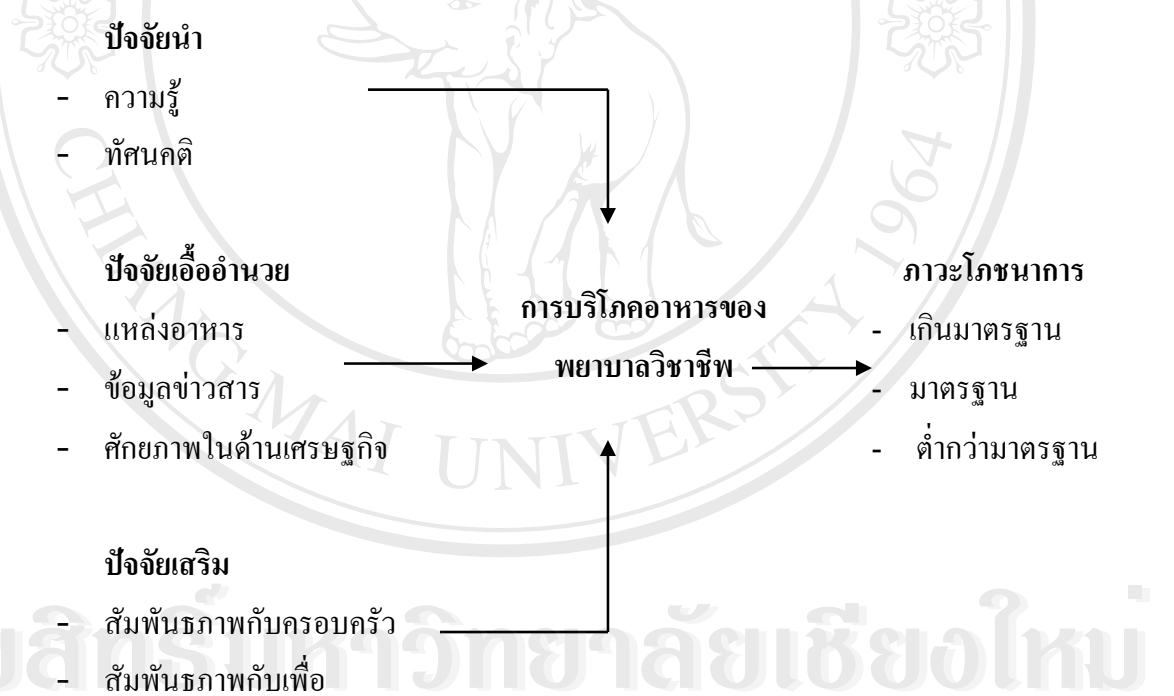 ปัจจัยนำ
- ความรู้
- ทัศนคติ
ปัจจัยเอื้ออำนวย
- แหล่งอาหาร
- ข้อมูลข่าวสาร
- ศักยภาพในด้านเศรษฐกิจ
ปัจจัยเสริม
- สัมพันธภาพกับครอบครัว
- สัมพันธภาพกับเพื่อ
การบริโภคอาหารของ
พยาบาลวิชาชีพ
ภาวะโภชนาการ
- เกินมาตรฐาน
- มาตรฐาน
- ต่ำกว่ามาตรฐาน
CHIANG MAI UNIVERSITY 1964